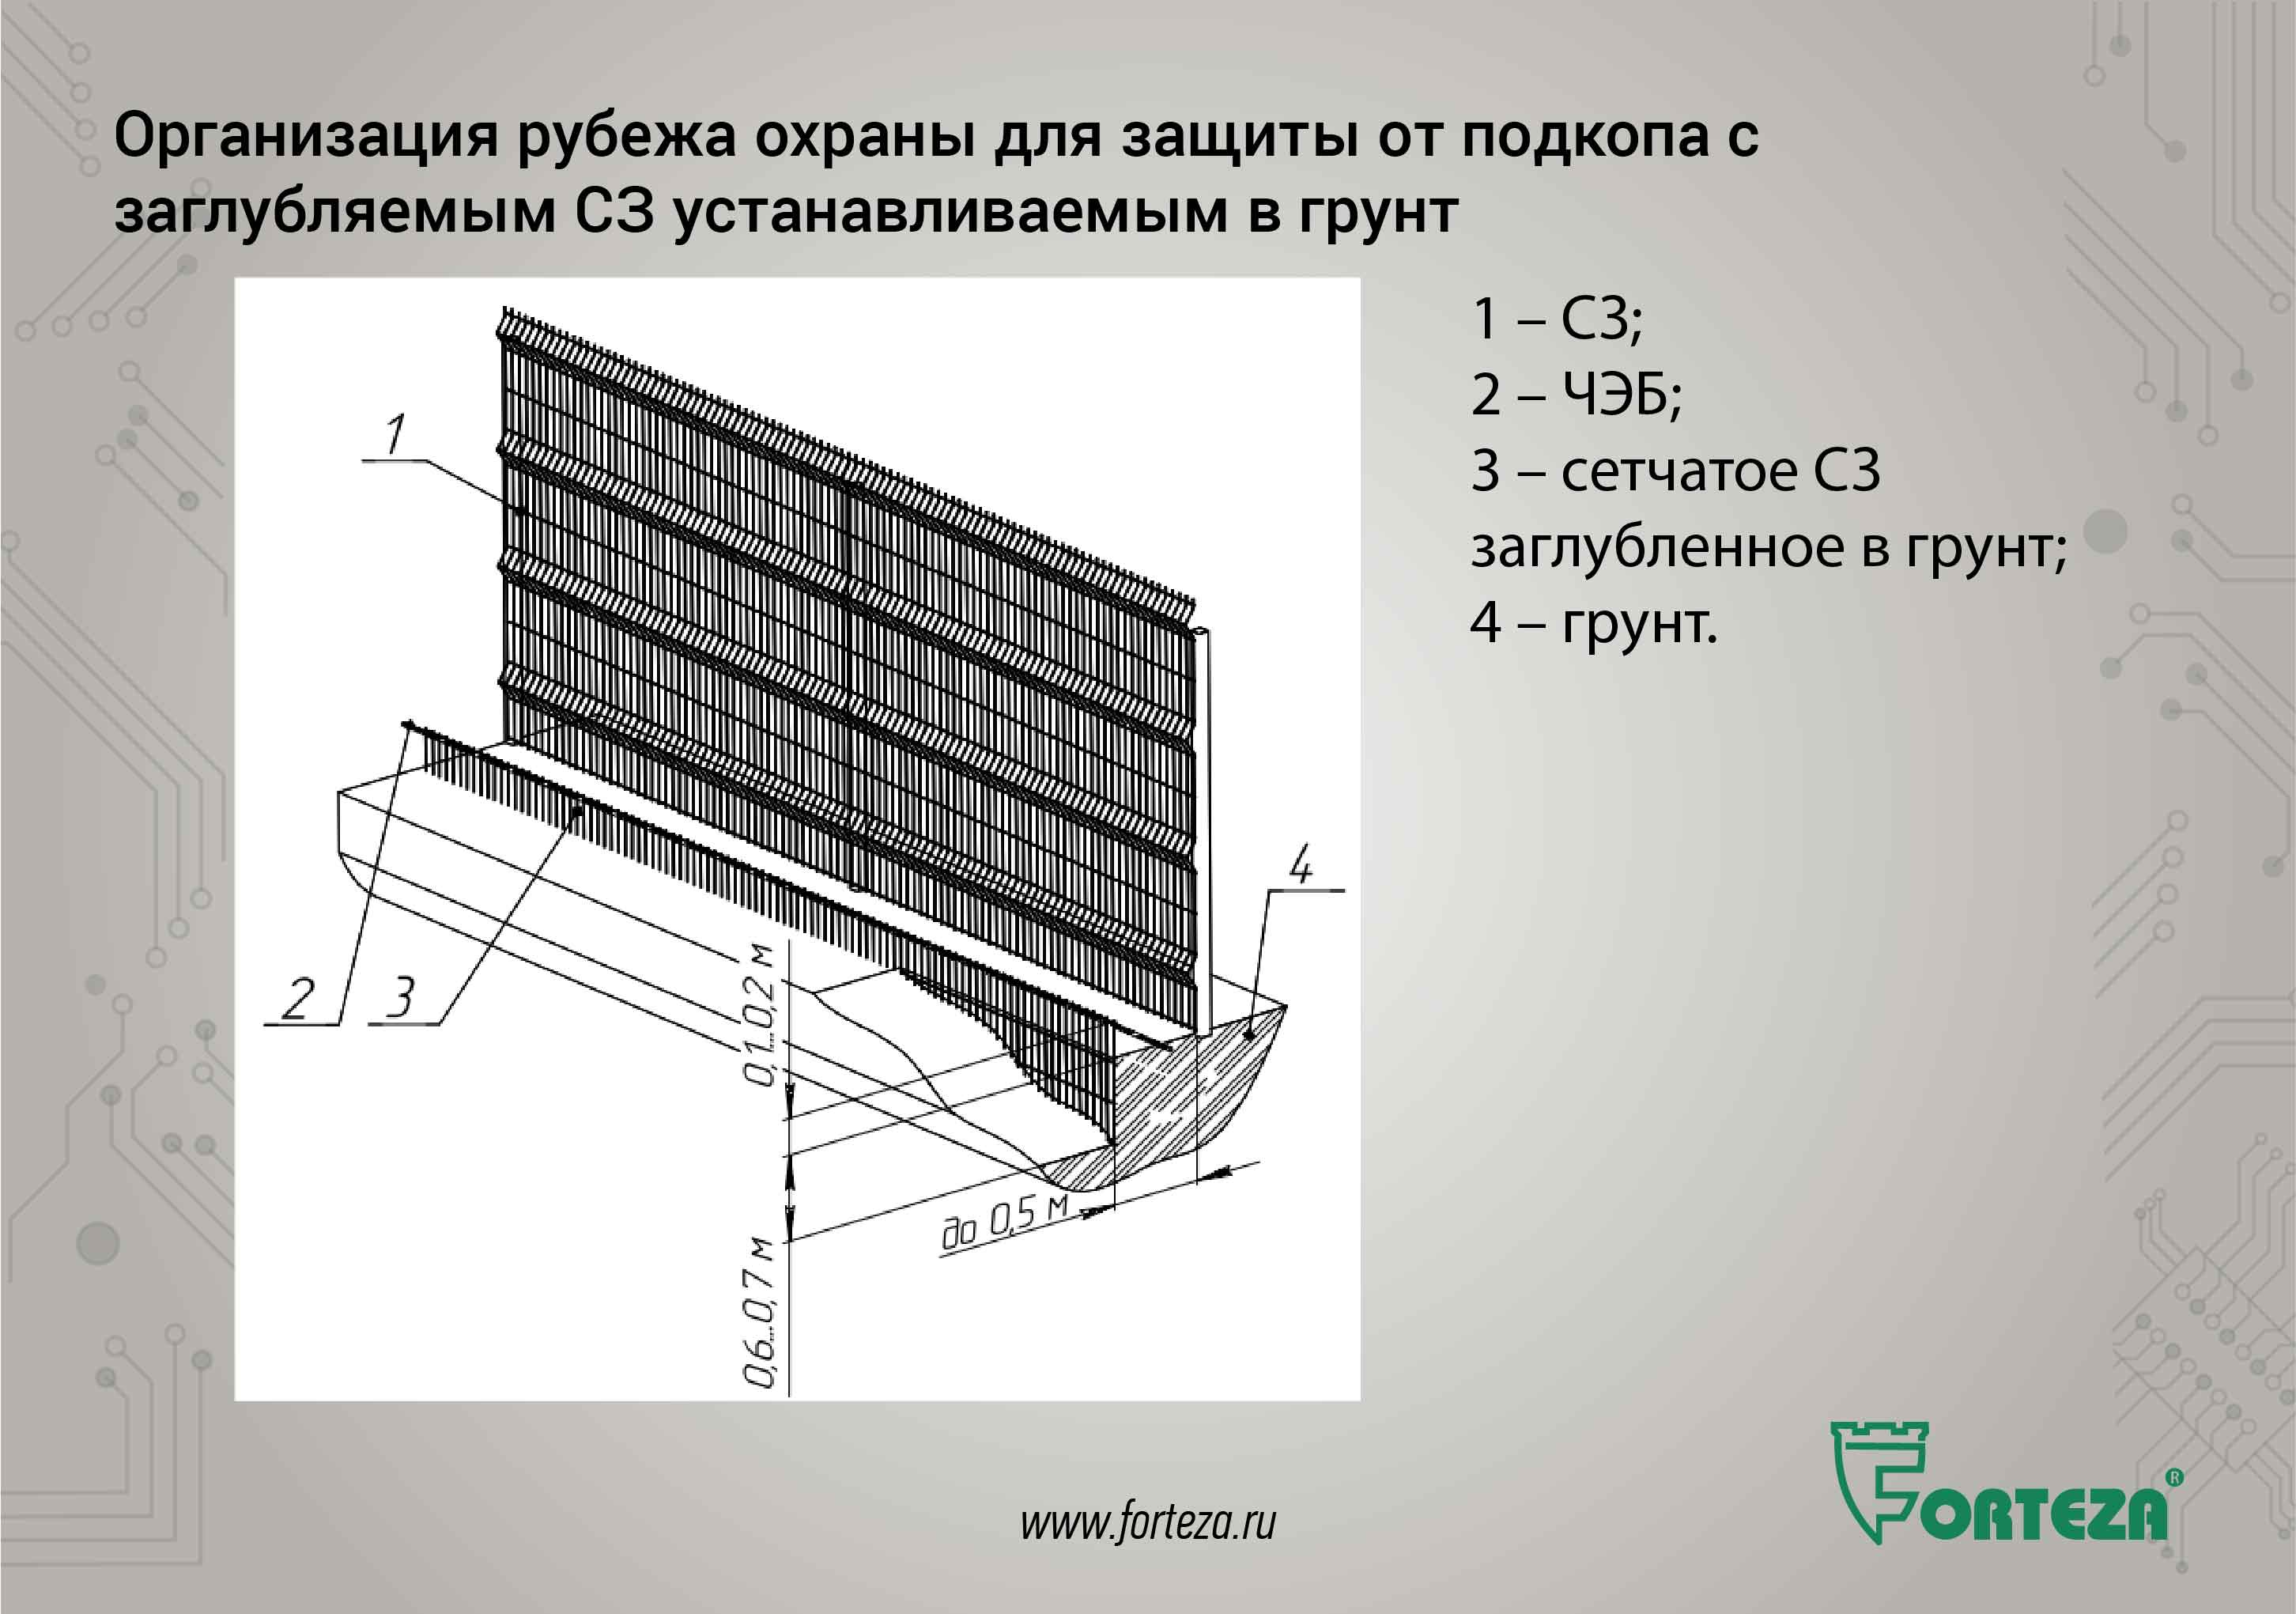 Организация рубежа охраны для защиты от подкопа с
заглубляемым СЗ устанавливаемым в грунт
1 – СЗ;
2 – ЧЭБ;
3 – сетчатое СЗ
заглубленное в грунт;
4 – грунт.
1
2
3
4
0,1...0,2 м
0,6...0,7 м
до 0,5 м
www.forteza.ru
FORTEZA®